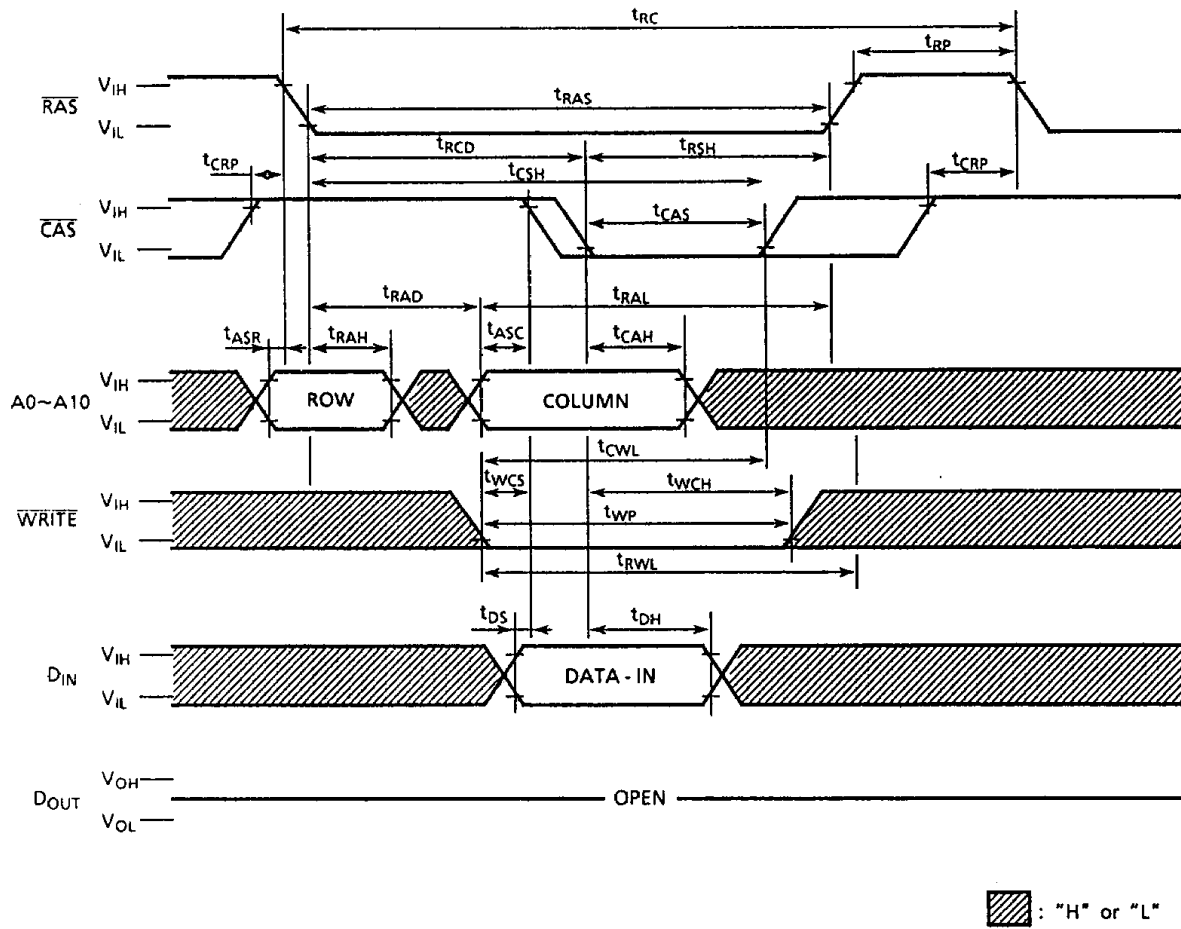 tRC
tRP
RAS
VIH
VIL
tRAS
tRCD
tRSH
tCRP
tCSH
tCRP
CAS
VIH
VIL
tCAS
tRAD
tRAL
tASR
tRAH
tASC
tCAH
A0~A10
VIH
VIL
ROW
COLUMN
tCWL
tWCS
tWCH
WRITE
VIH
VIL
tWP
tRWL
tDS
tDH
DIN
VIH
VIL
DATA - IN
DOUT
VOH
VOL
OPEN
: "H" or "L"